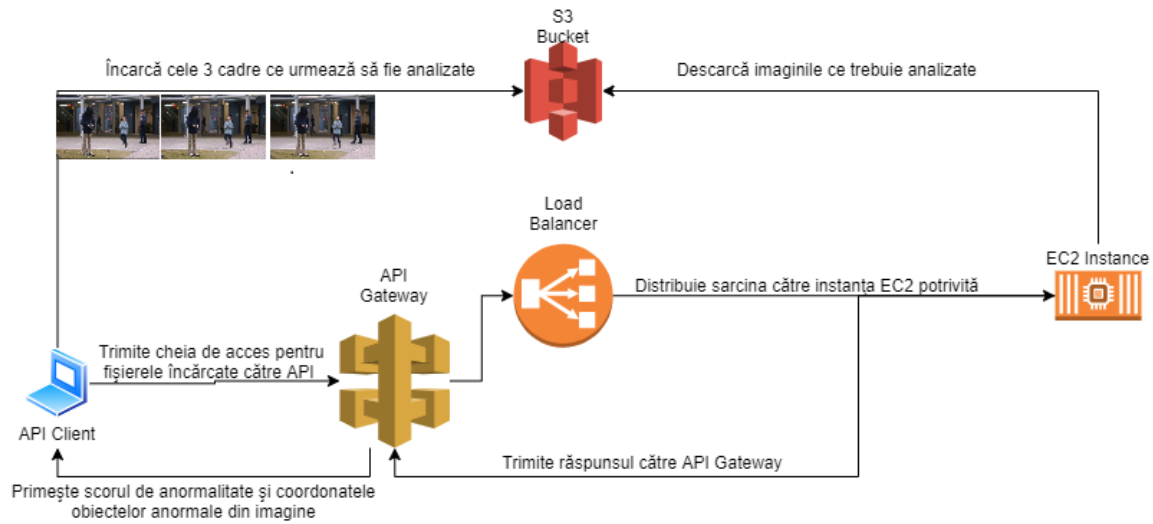 S3
Bucket
Încarcă cele 3 cadre ce urmează să fie analizate
Descarcă imaginile ce trebuie analizate
Load
Balancer
EC2 Instance
API
Gateway
Distribuie sarcina către instanța EC2 potrivită
Trimite cheia de acces pentru
fișierele încărcate către API
API Client
Trimite răspunsul către API Gateway
Primește scorul de anormalitate și coordonatele
obiectelor anormale din imagine